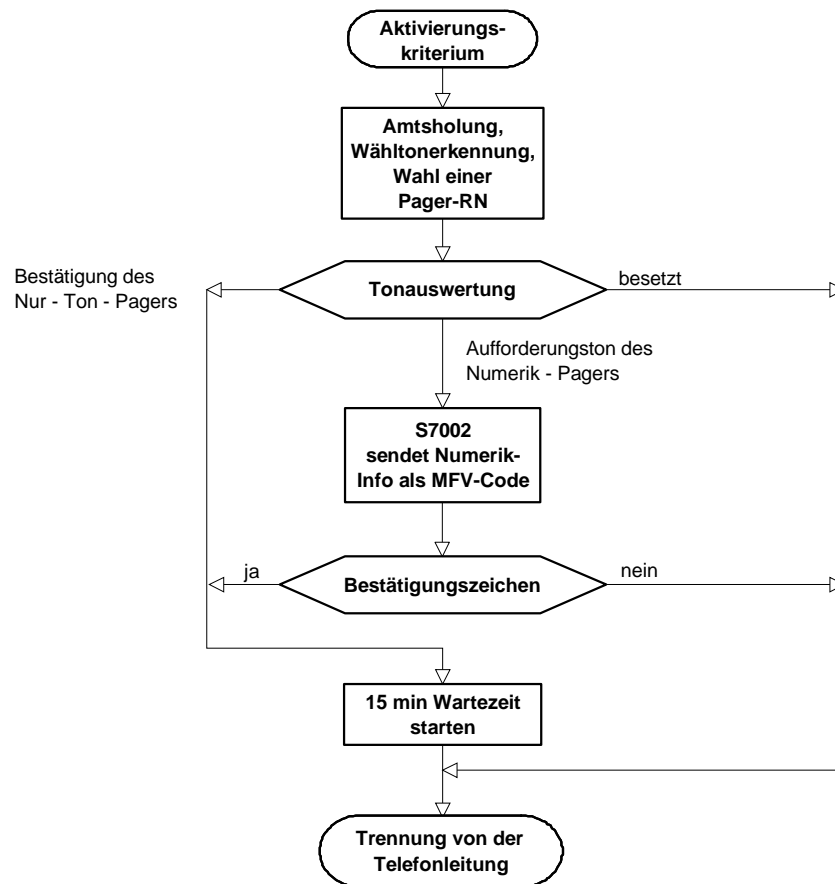 Aktivierungs-
kriterium
Amtsholung,
Wähltonerkennung,
Wahl einer
Pager-RN
Bestätigung des
Nur - Ton - Pagers
Tonauswertung
besetzt
Aufforderungston des
Numerik - Pagers
S7002
sendet Numerik-
Info als MFV-Code
ja
Bestätigungszeichen
nein
15 min Wartezeit
starten
Trennung von der
Telefonleitung